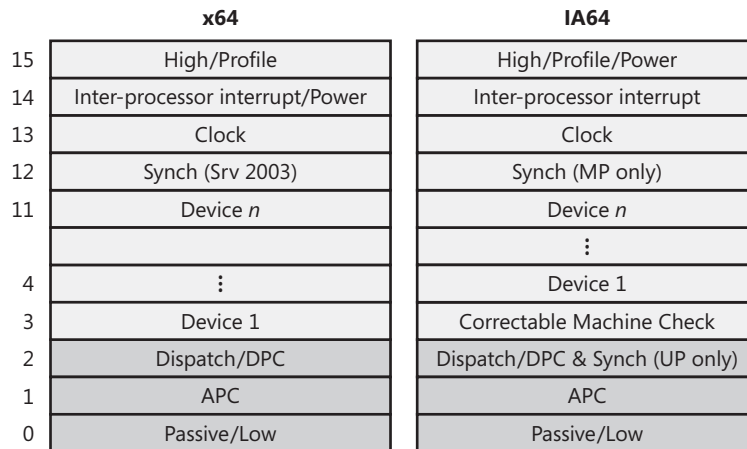 x64 IA64
15 High/Profile High/Profile/Power
14 Inter-processor interrupt/Power Inter-processor interrupt
13 Clock Clock
12 Synch (Srv 2003) Synch (MP only)
11 Device n Device n
⋮
4 ⋮ Device 1
3 Device 1 Correctable Machine Check
2 Dispatch/DPC Dispatch/DPC & Synch (UP only)
1 APC APC
0 Passive/Low Passive/Low